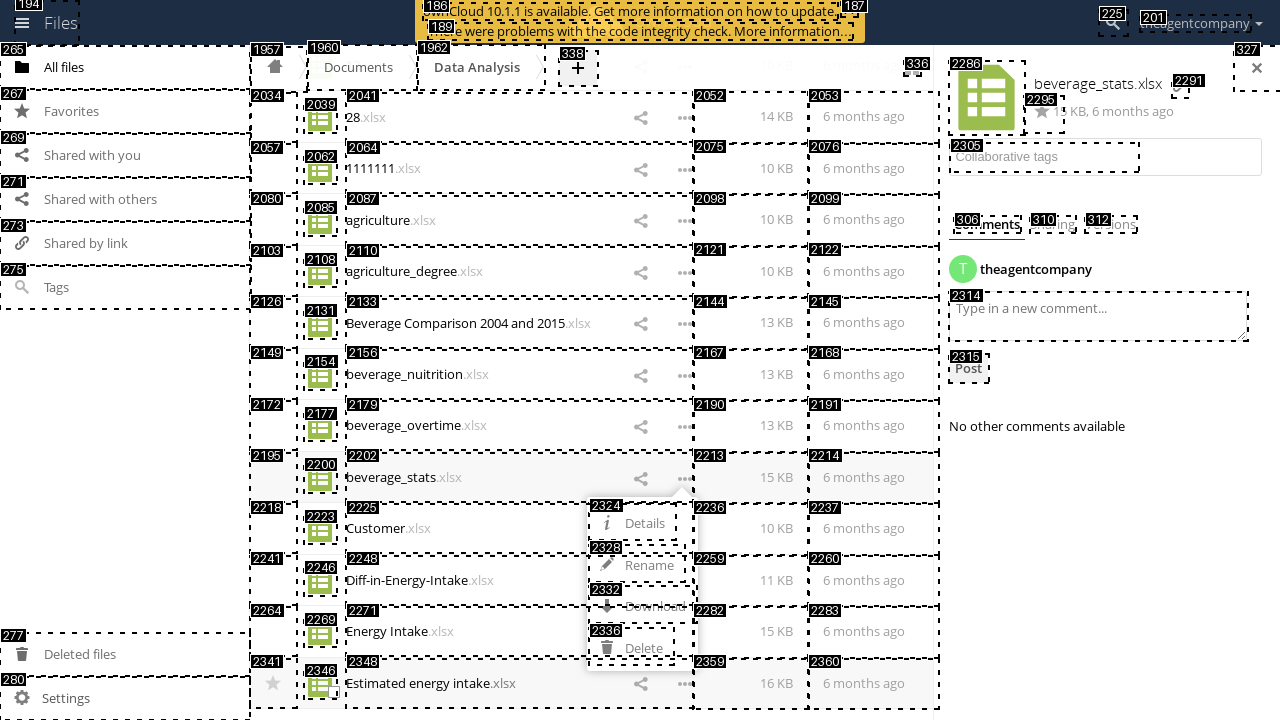 194
Files
186
ownCloud 10.1.1 is available. Get more information on how to update.
187
189
There were problems with the code integrity check. More information…
225
201
theagentcompany
265
All files
267
Favorites
269
Shared with you
271
Shared with others
273
Shared by link
275
Tags
277
Deleted files
280
Settings
1957
1960
Documents
1962
Data Analysis
338
+
336
327
2034
2039
2041
28.xlsx
2052
14 KB
2053
6 months ago
2057
2062
2064
1111111.xlsx
2075
10 KB
2076
6 months ago
2080
2085
2087
agriculture.xlsx
2098
10 KB
2099
6 months ago
2103
2108
2110
agriculture_degree.xlsx
2121
10 KB
2122
6 months ago
2126
2131
2133
Beverage Comparison 2004 and 2015.xlsx
2144
13 KB
2145
6 months ago
2149
2154
2156
beverage_nuitrition.xlsx
2167
13 KB
2168
6 months ago
2172
2177
2179
beverage_overtime.xlsx
2190
13 KB
2191
6 months ago
2195
2200
2202
beverage_stats.xlsx
2213
15 KB
2214
6 months ago
2218
2223
2225
Customer.xlsx
2236
10 KB
2237
6 months ago
2241
2246
2248
Diff-in-Energy-Intake.xlsx
2259
11 KB
2260
6 months ago
2264
2269
2271
Energy Intake.xlsx
2282
15 KB
2283
6 months ago
2341
2346
2348
Estimated energy intake.xlsx
2359
16 KB
2360
6 months ago
2324
Details
2328
Rename
2332
Download
2336
Delete
2286
beverage_stats.xlsx
2291
2295
15 KB, 6 months ago
2305
Collaborative tags
306
Comments
310
Sharing
312
Versions
T
theagentcompany
2314
Type in a new comment...
2315
Post
No other comments available